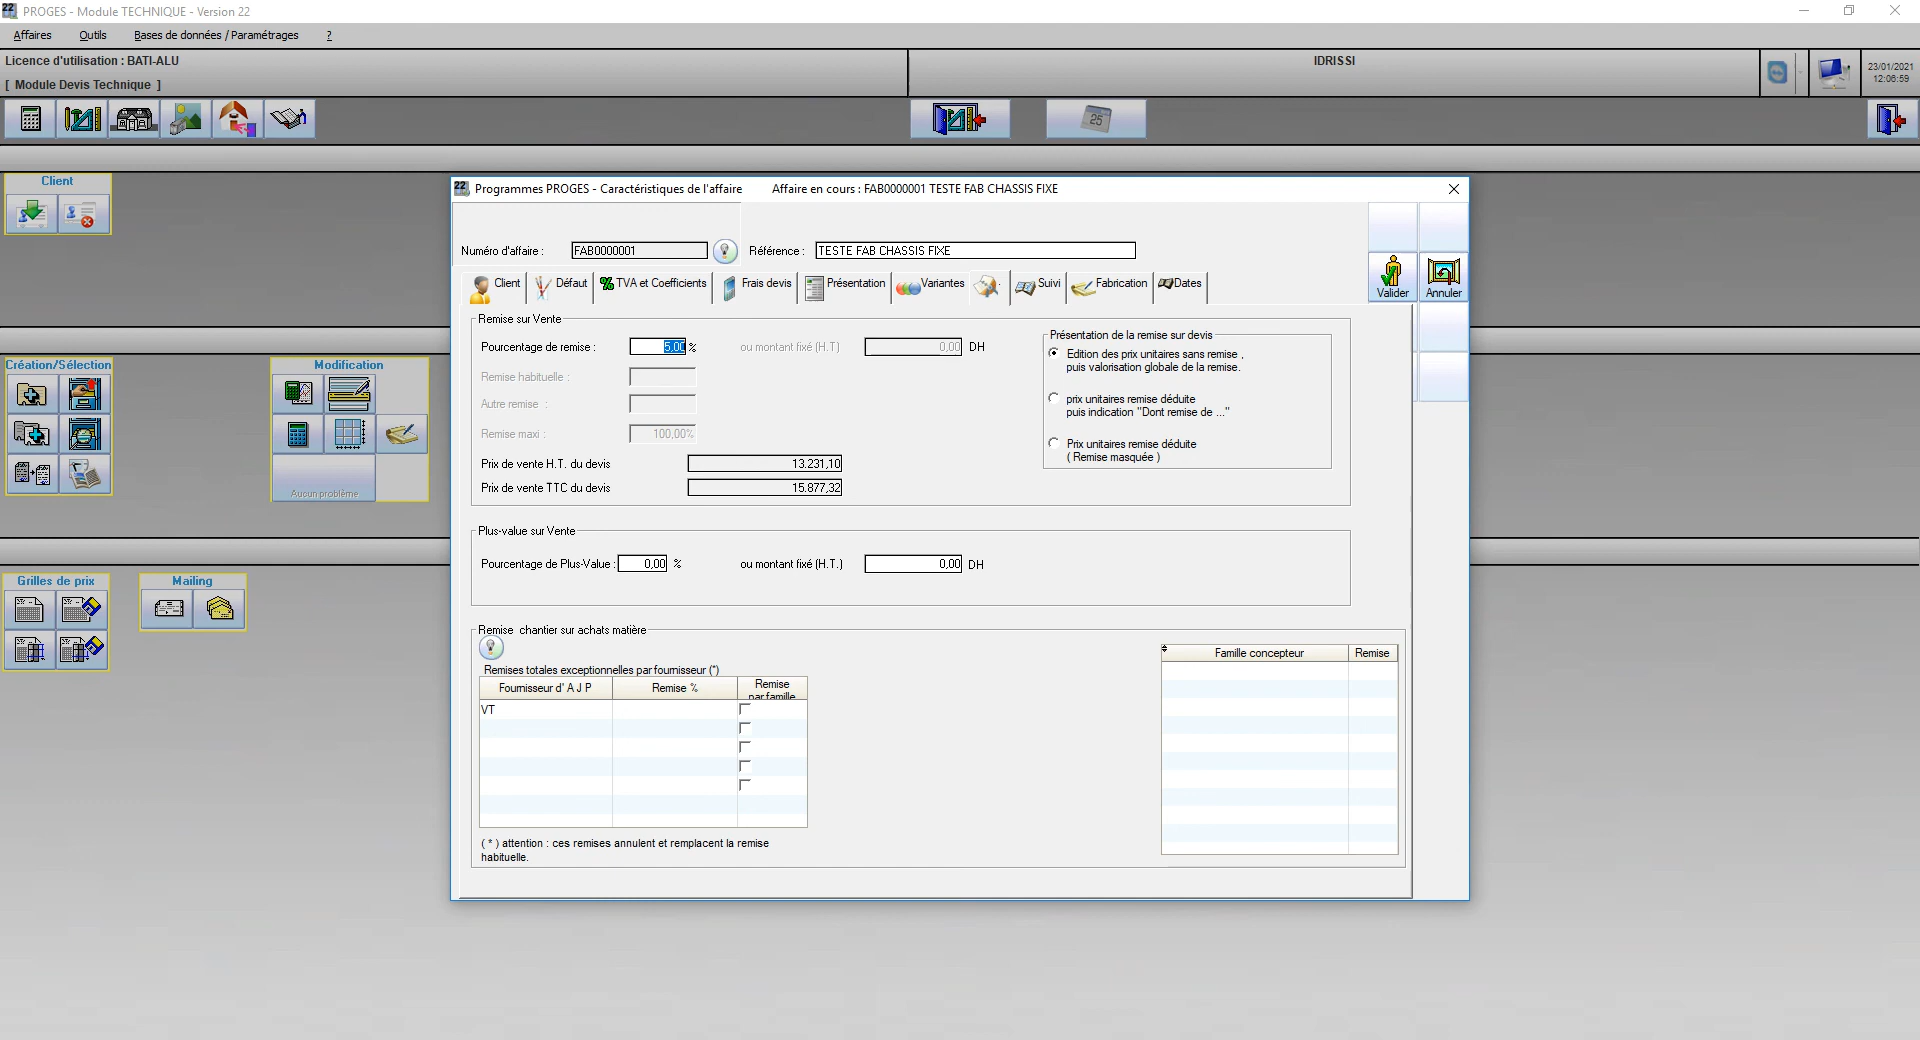 PROGES - Module TECHNIQUE - Version 22
Affaires Outils Bases de données / Paramétrages ?
Licence d'utilisation : BATI-ALU
IDRISSI
[ Module Devis Technique ]
23/01/2021
12:06:59
25
Client
Création/Sélection
Modification
Aucun problème
Grilles de prix
Mailing
22 Programmes PROGES - Caractéristiques de l'affaire Affaire en cours : FAB0000001 TESTE FAB CHASSIS FIXE
Numéro d'affaire : FAB0000001 Référence : TESTE FAB CHASSIS FIXE
Valider Annuler
Client Défaut % TVA et Coefficients Frais devis Présentation Variantes Suivi Fabrication Dates
Remise sur Vente
Pourcentage de remise : 5.00 % ou montant fixé (H.T) 0,00 DH
Remise habituelle :
Autre remise :
Remise maxi : 100,00%
Prix de vente H.T. du devis 13.231,10
Prix de vente TTC du devis 15.877,32
Présentation de la remise sur devis
Edition des prix unitaires sans remise ,
puis valorisation globale de la remise.
prix unitaires remise déduite
puis indication "Dont remise de ..."
Prix unitaires remise déduite
( Remise masquée )
Plus-value sur Vente
Pourcentage de Plus-Value : 0,00 % ou montant fixé (H.T.) 0,00 DH
Remise chantier sur achats matière
Remises totales exceptionnelles par fournisseur (*)
Fournisseur d' A J P Remise % Remise
par famille
VT
( * ) attention : ces remises annulent et remplacent la remise
habituelle.
Famille concepteur Remise